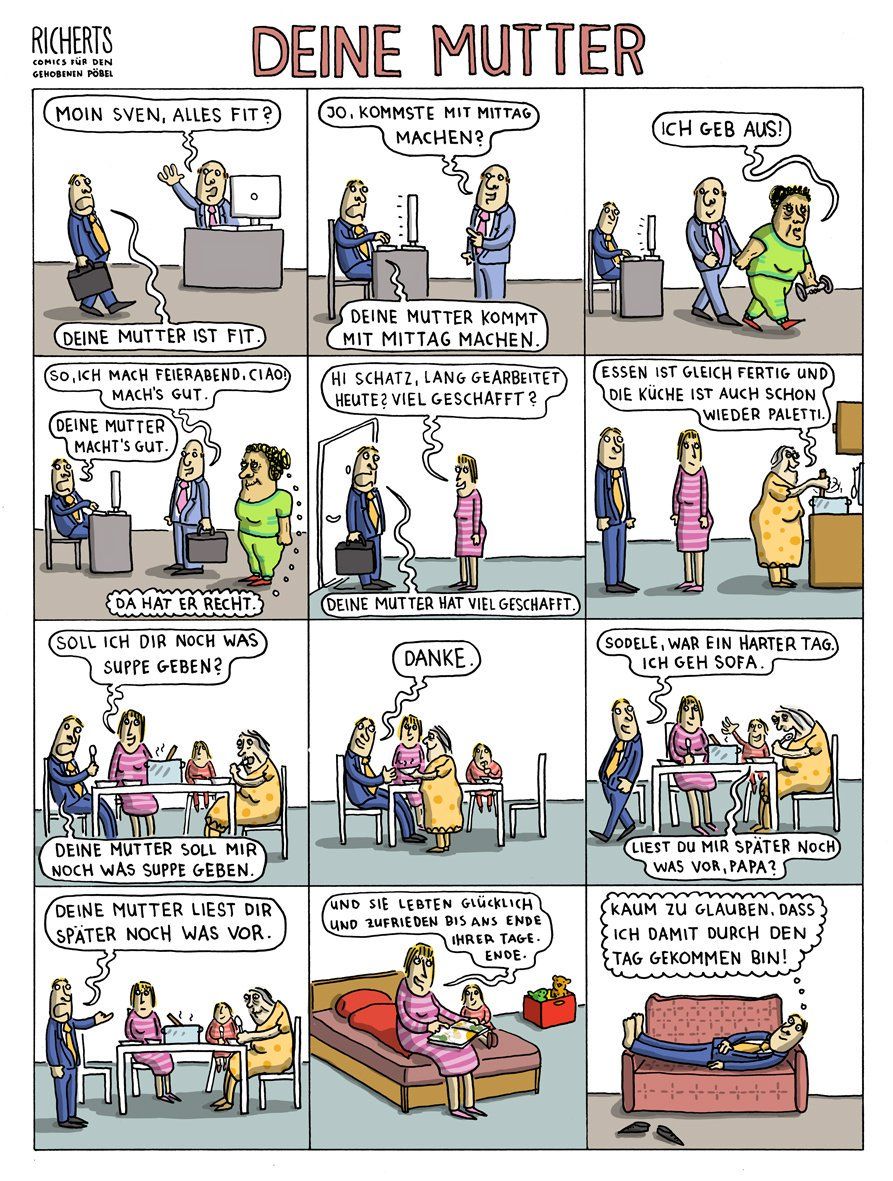 RICHERTS
COMICS FÜR DEN
GEHOBENEN PÖBEL
DEINE MUTTER
MOIN SVEN, ALLES FIT?
DEINE MUTTER IST FIT.
JO, KOMMSTE MIT MITTAG
MACHEN?
DEINE MUTTER KOMMT
MIT MITTAG MACHEN.
ICH GEB AUS!
SO, ICH MACH FEIERABEND, CIAO!
MACH'S GUT.
DEINE MUTTER
MACHT'S GUT.
DA HAT ER RECHT.
HI SCHATZ, LANG GEARBEITET
HEUTE? VIEL GESCHAFFT?
DEINE MUTTER HAT VIEL GESCHAFFT.
ESSEN IST GLEICH FERTIG UND
DIE KÜCHE IST AUCH SCHON
WIEDER PALETTI.
SOLL ICH DIR NOCH WAS
SUPPE GEBEN?
DEINE MUTTER SOLL MIR
NOCH WAS SUPPE GEBEN.
DANKE.
SODELE, WAR EIN HARTER TAG.
ICH GEH SOFA.
LIEST DU MIR SPÄTER NOCH
WAS VOR, PAPA?
DEINE MUTTER LIEST DIR
SPÄTER NOCH WAS VOR.
UND SIE LEBTEN GLÜCKLICH
UND ZUFRIEDEN BIS ANS ENDE
IHRER TAGE.
ENDE.
KAUM ZU GLAUBEN, DASS
ICH DAMIT DURCH DEN
TAG GEKOMMEN BIN!